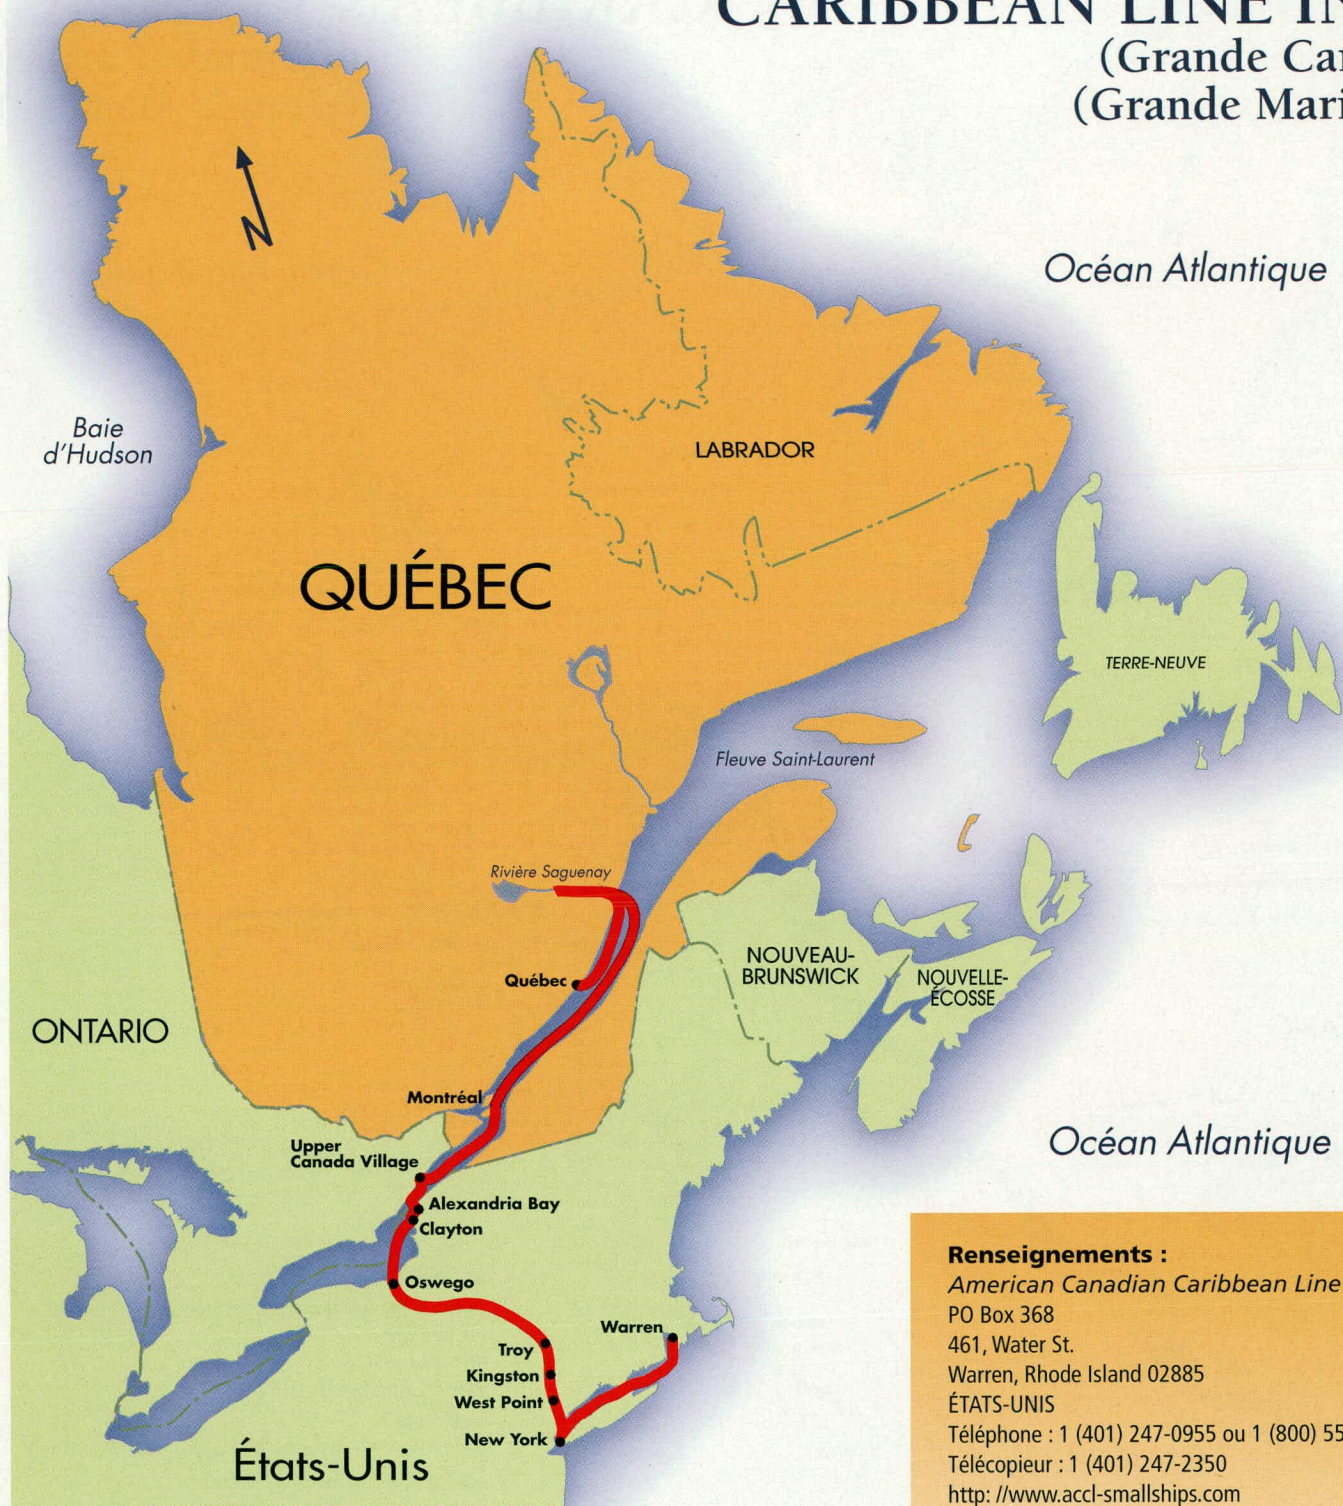 CARIBBEAN LINE
(Grande
(Grande
N
Océan Atlantique
Baie
d'Hudson
LABRADOR
QUÉBEC
TERRE-NEUVE
Fleuve Saint-Laurent
Rivière Saguenay
NOUVEAU-
BRUNSWICK
NOUVELLE-
ÉCOSSE
Québec
ONTARIO
Montréal
Océan Atlantique
Upper
Canada Village
Alexandria Bay
Clayton
Oswego
Warren
Troy
Kingston
West Point
New York
États-Unis
Renseignements :
American Canadian Caribbean Line
PO Box 368
461, Water St.
Warren, Rhode Island 02885
ÉTATS-UNIS
Téléphone : 1 (401) 247-0955 ou 1 (800) 55
Télécopieur : 1 (401) 247-2350
http: //www.accl-smallships.com